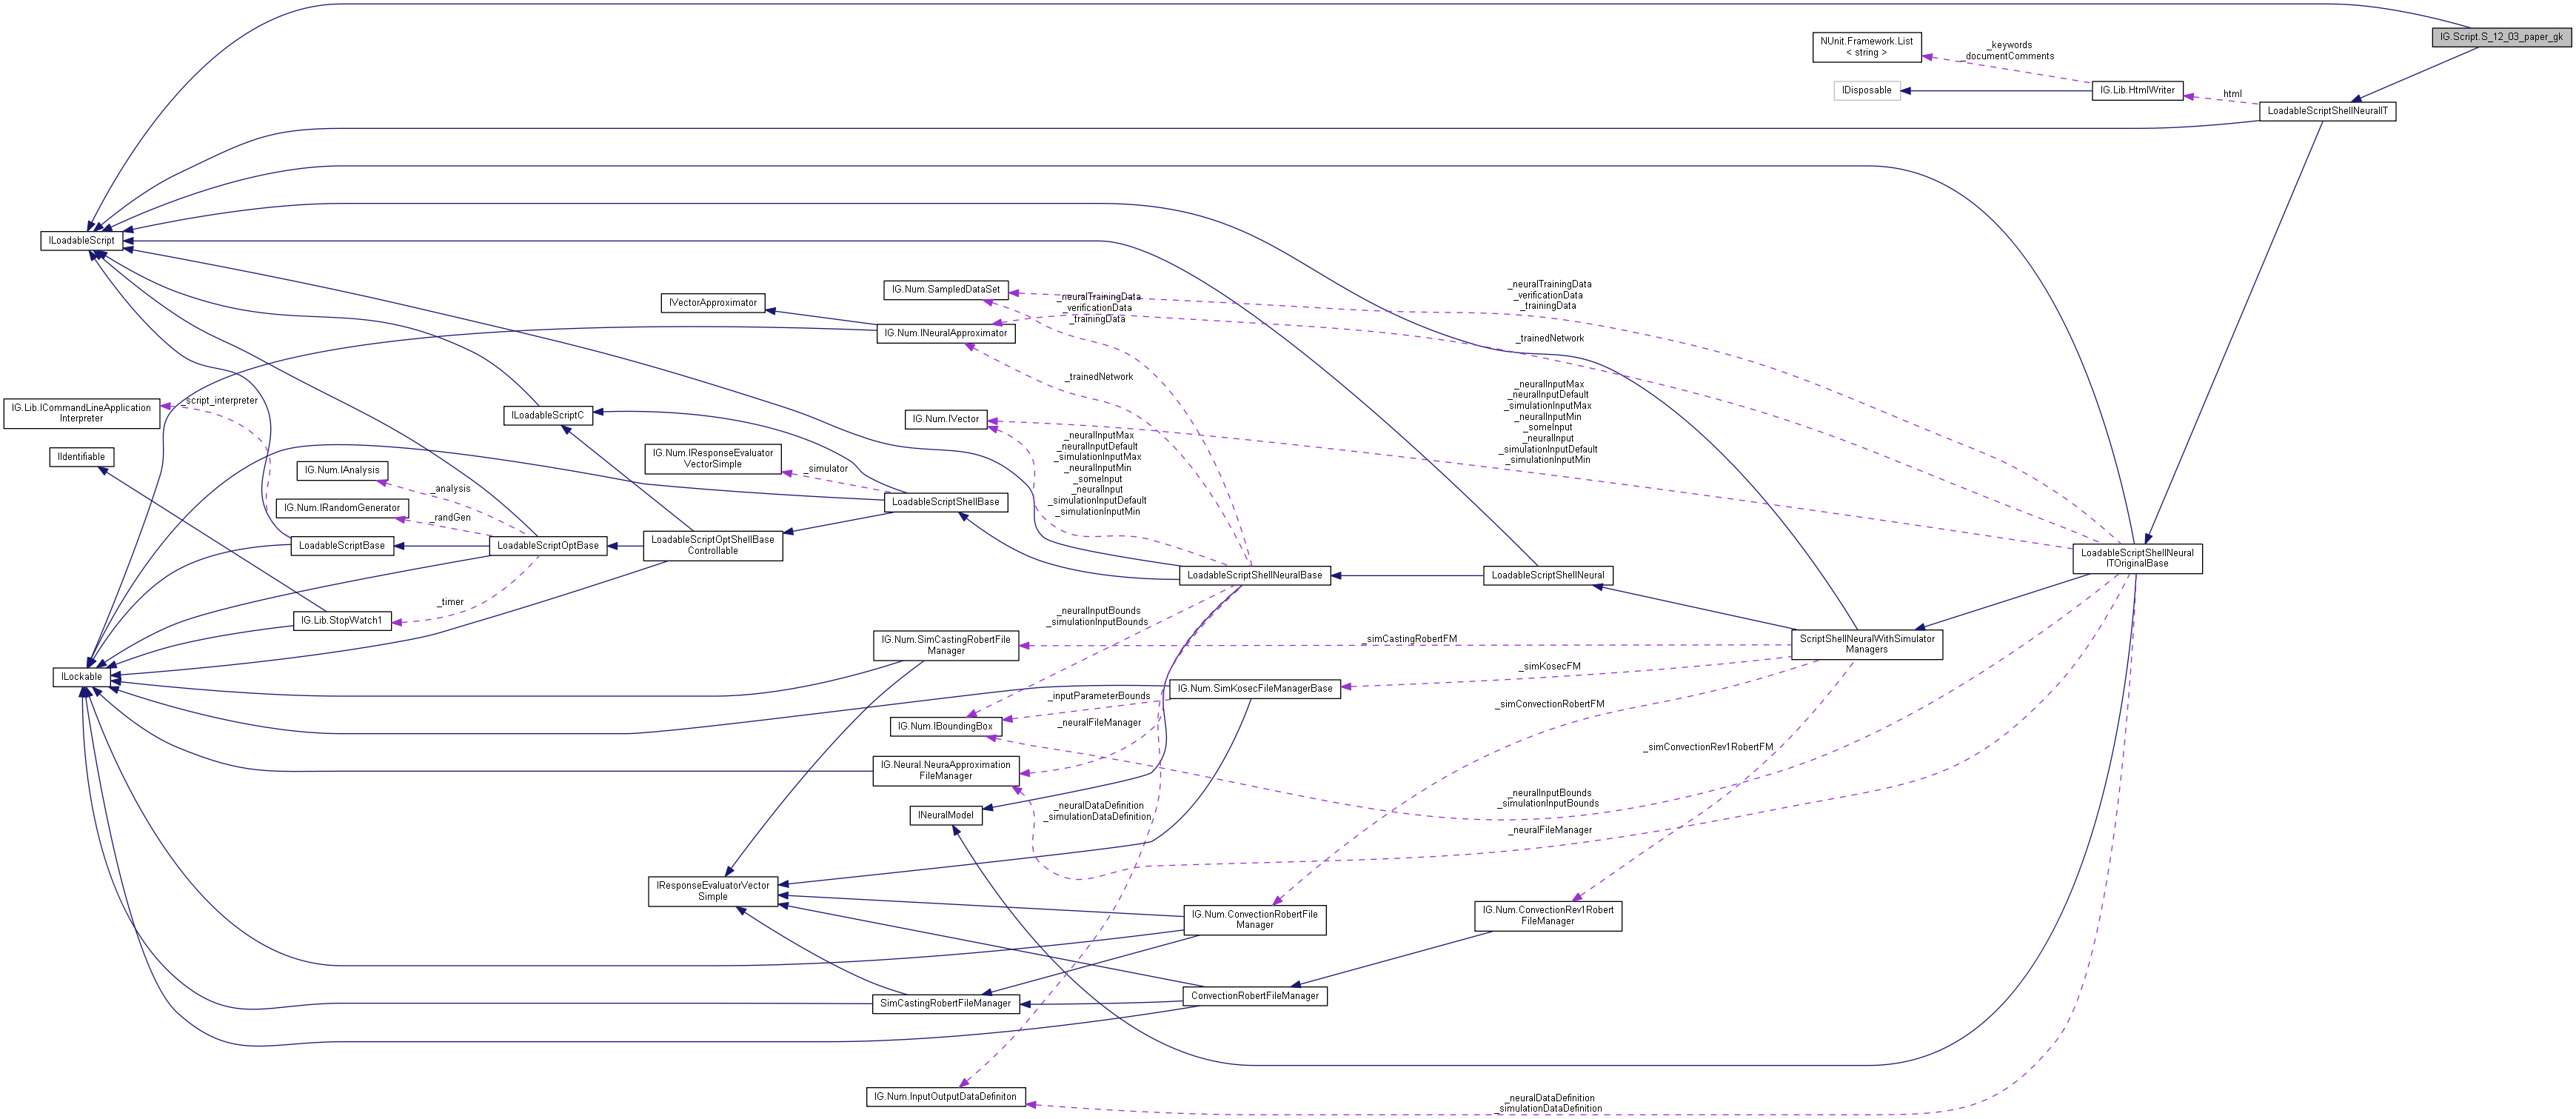 IG.Script.S_12_03_paper_gk
NUnit.Framework.List
< string >
_keywords
_documentComments
IDisposable
IG.Lib.HtmlWriter
html
LoadableScriptShellNeuralIT
ILoadableScript
IG.Num.SampledDataSet
IVectorApproximator
_neuralTrainingData
_verificationData
_trainingData
_neuralTrainingData
_verificationData
_trainingData
IG.Num.INeuralApproximator
_trainedNetwork
_trainedNetwork
IG.Lib.ICommandLineApplication
Interpreter
_script_interpreter
ILoadableScriptC
IG.Num.IVector
_neuralInputMax
_neuralInputDefault
_simulationInputMax
_neuralInputMin
_someInput
_neuralInput
_simulationInputDefault
_simulationInputMin
_neuralInputMax
_neuralInputDefault
_simulationInputMax
_neuralInputMin
_someInput
_neuralInput
_simulationInputDefault
_simulationInputMin
IIdentifiable
IG.Num.IAnalysis
_analysis
IG.Num.IResponseEvaluator
VectorSimple
_simulator
IG.Num.IRandomGenerator
_randGen
LoadableScriptShellBase
LoadableScriptBase
LoadableScriptOptBase
LoadableScriptOptShellBase
Controllable
LoadableScriptShellNeuralBase
LoadableScriptShellNeural
LoadableScriptShellNeural
ITOriginalBase
_timer
IG.Lib.StopWatch1
_neuralInputBounds
_simulationInputBounds
IG.Num.SimCastingRobertFile
Manager
_simCastingRobertFM
ScriptShellNeuralWithSimulator
Managers
ILockable
_simKosecFM
IG.Num.SimKosecFileManagerBase
_inputParameterBounds
_simConvectionRobertFM
IG.Num.IBoundingBox
_neuralFileManager
_simConvectionRev1RobertFM
IG.Neural.NeuraApproximation
FileManager
_neuralInputBounds
_simulationInputBounds
INeuralModel
_neuralDataDefinition
_simulationDataDefinition
_neuralFileManager
IResponseEvaluatorVector
Simple
IG.Num.ConvectionRobertFile
Manager
IG.Num.ConvectionRev1Robert
FileManager
SimCastingRobertFileManager
ConvectionRobertFileManager
IG.Num.InputOutputDataDefiniton
_neuralDataDefinition
_simulationDataDefinition